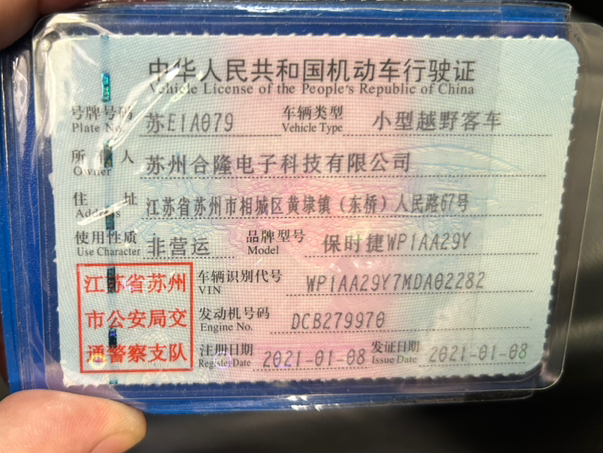 中华人民共和国机动车行驶证
Vehicle License of the People's Republic of China
号牌号码 Plate No. 苏E1A079 车辆类型 Vehicle Type 小型越野客车
所有人 Owner 苏州合隆电子科技有限公司
住址 Address 江苏省苏州市相城区黄埭镇（东桥）人民路67号
使用性质 Use Character 非营运 品牌型号 Model 保时捷WP1AA29Y
江苏省苏州市公安局交通警察支队
车辆识别代号 VIN WP1AA29Y7MDA02282
发动机号码 Engine No. DCB279970
注册日期 Register Date 2021-01-08 发证日期 Issue Date 2021-01-08